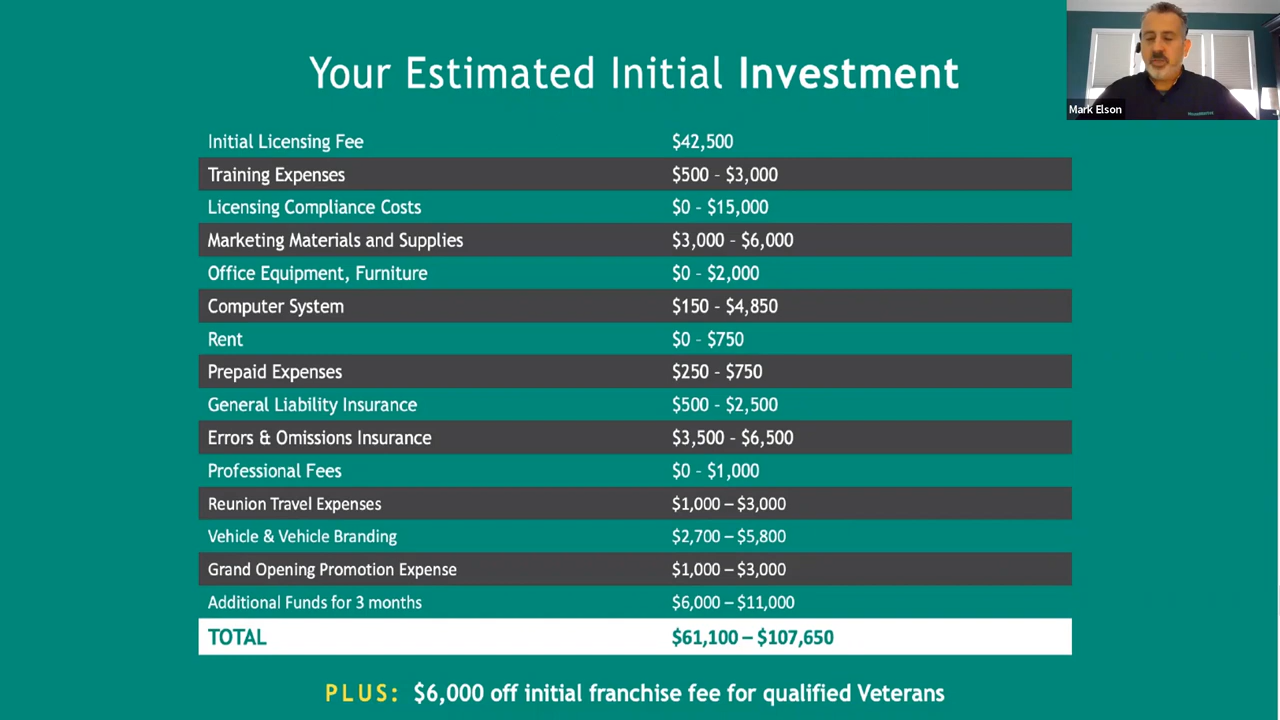 Your Estimated Initial Investment
Mark Elson
Initial Licensing Fee $42,500
Training Expenses $500 - $3,000
Licensing Compliance Costs $0 - $15,000
Marketing Materials and Supplies $3,000 - $6,000
Office Equipment, Furniture $0 - $2,000
Computer System $150 - $4,850
Rent $0 - $750
Prepaid Expenses $250 - $750
General Liability Insurance $500 - $2,500
Errors & Omissions Insurance $3,500 - $6,500
Professional Fees $0 - $1,000
Reunion Travel Expenses $1,000 – $3,000
Vehicle & Vehicle Branding $2,700 – $5,800
Grand Opening Promotion Expense $1,000 – $3,000
Additional Funds for 3 months $6,000 – $11,000
TOTAL $61,100 – $107,650
PLUS: $6,000 off initial franchise fee for qualified Veterans